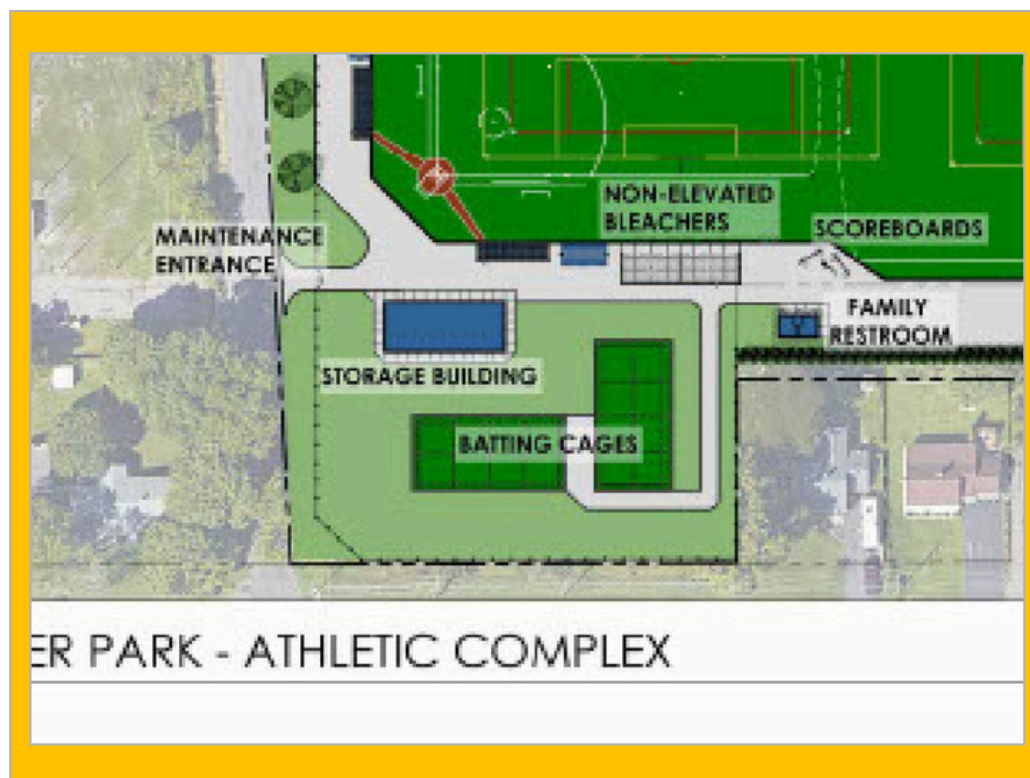 NON-ELEVATED
BLEACHERS
SCOREBOARDS
MAINTENANCE
ENTRANCE
FAMILY
RESTROOM
STORAGE BUILDING
BATTING CAGES
ER PARK - ATHLETIC COMPLEX